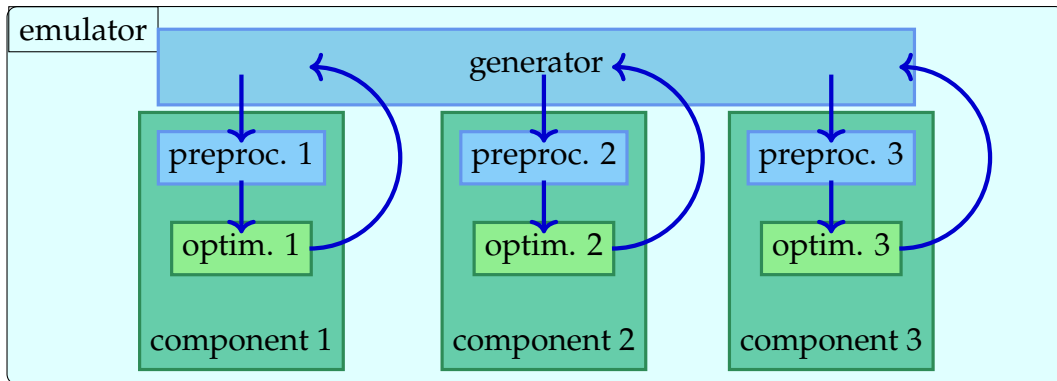 emulator
generator
preproc. 1
preproc. 2
preproc. 3
optim. 1
optim. 2
optim. 3
component 1
component 2
component 3